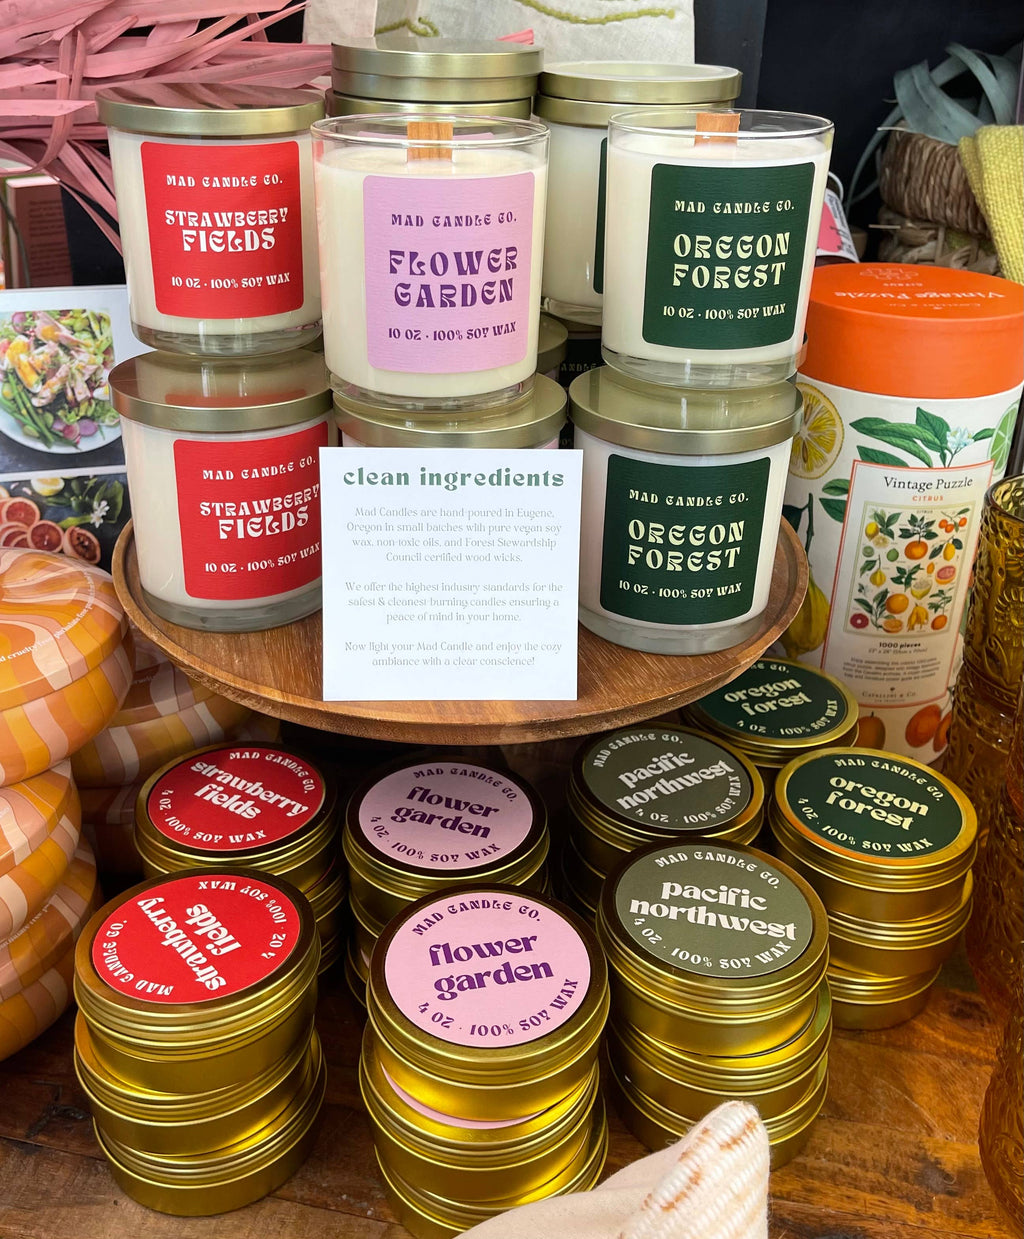 MAD CANDLE CO.
STRAWBERRY
FIELDS
10 OZ · 100% SOY WAX
MAD CANDLE CO.
FLOWER
GARDEN
10 OZ · 100% SOY WAX
MAD CANDLE CO.
OREGON
FOREST
10 OZ · 100% SOY WAX
MAD CANDLE CO.
STRAWBERRY
FIELDS
10 OZ · 100% SOY WAX
clean ingredients
Mad Candles are hand-poured in Eugene,
Oregon in small batches with pure vegan soy
wax, non-toxic oils, and Forest Stewardship
Council certified wood wicks.
We offer the highest industry standards for the
safest & cleanest-burning candles ensuring a
peace of mind in your home.
Now light your Mad Candle and enjoy the cozy
ambiance with a clear conscience!
MAD CANDLE CO.
OREGON
FOREST
10 OZ · 100% SOY WAX
Vintage Puzzle
CITRUS
Vintage Puzzle
CITRUS
1000 pieces
CAVALLINI & CO.
oregon
forest
4 OZ · 100% SOY WAX
MAD CANDLE CO.
strawberry
fields
4 OZ · 100% SOY WAX
MAD CANDLE CO.
flower
garden
4 OZ · 100% SOY WAX
MAD CANDLE CO.
pacific
northwest
4 OZ · 100% SOY WAX
MAD CANDLE CO.
oregon
forest
4 OZ · 100% SOY WAX
MAD CANDLE CO.
strawberry
fields
4 OZ · 100% SOY WAX
MAD CANDLE CO.
flower
garden
4 OZ · 100% SOY WAX
MAD CANDLE CO.
pacific
northwest
4 OZ · 100% SOY WAX